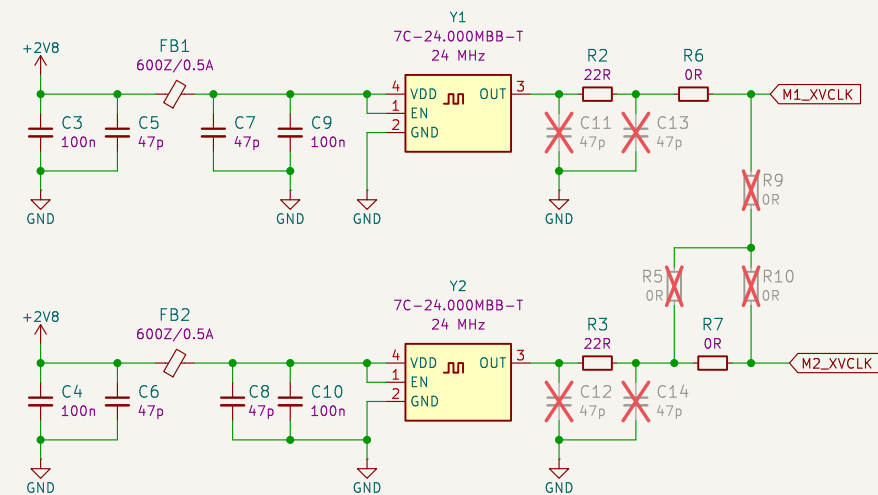 Y1
7C-24.000MBB-T
24 MHz
+2V8
FB1
600Z/0.5A
R2
22R
R6
0R
4 VDD
1 EN
2 GND
OUT 3
M1_XVCLK
C3
100n
C5
47p
C7
47p
C9
100n
C11
47p
C13
47p
R9
0R
GND
GND
GND
GND
R5
0R
R10
0R
Y2
7C-24.000MBB-T
24 MHz
+2V8
FB2
600Z/0.5A
R3
22R
R7
0R
4 VDD
1 EN
2 GND
OUT 3
M2_XVCLK
C4
100n
C6
47p
C8
47p
C10
100n
C12
47p
C14
47p
GND
GND
GND